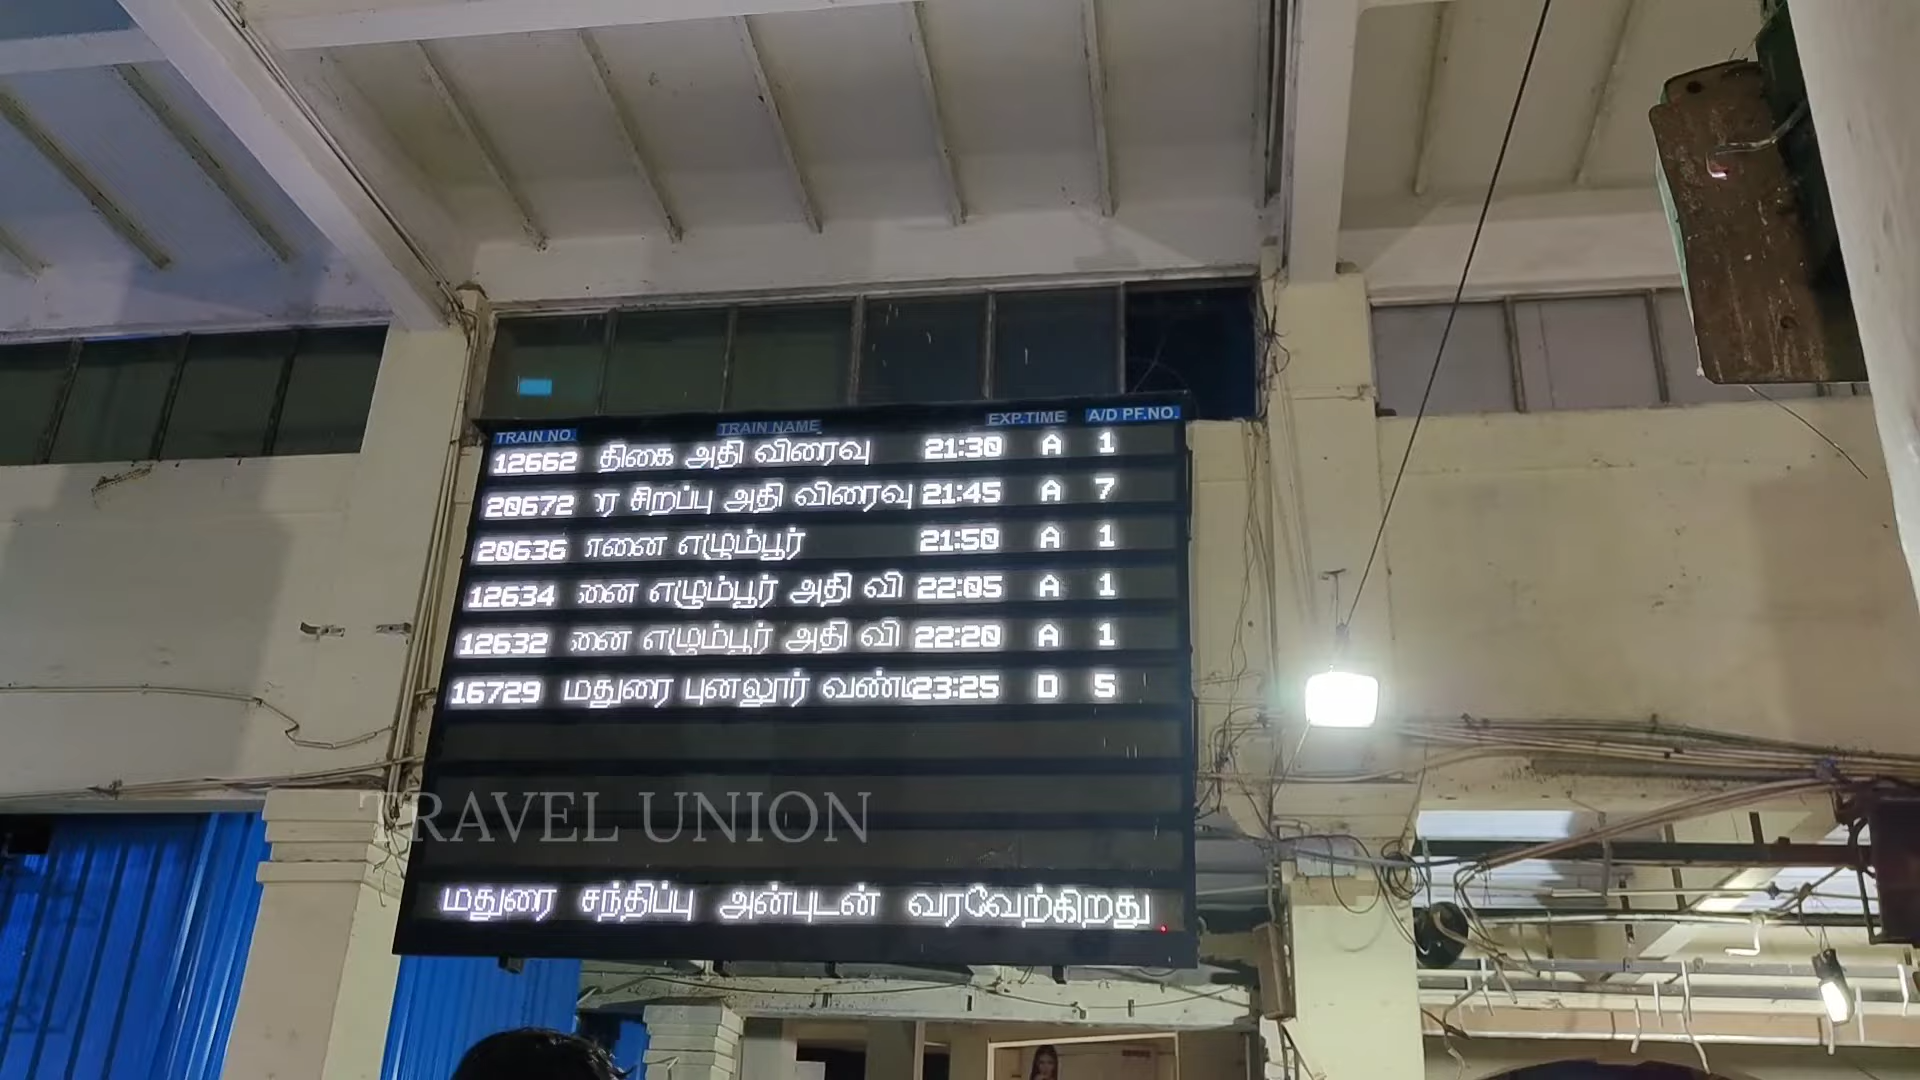 TRAIN NO. TRAIN NAME EXP.TIME A/D PF.NO.
12662 திகை அதி விரைவு 21:30 A 1
20672 ர சிறப்பு அதி விரைவு 21:45 A 7
20636 னை எழும்பூர் 21:50 A 1
12634 னை எழும்பூர் அதி வி 22:05 A 1
12632 னை எழும்பூர் அதி வி 22:20 A 1
16729 மதுரை புனலூர் வண் 23:25 D 5
TRAVEL UNION
மதுரை சந்திப்பு அன்புடன் வரவேற்கிறது